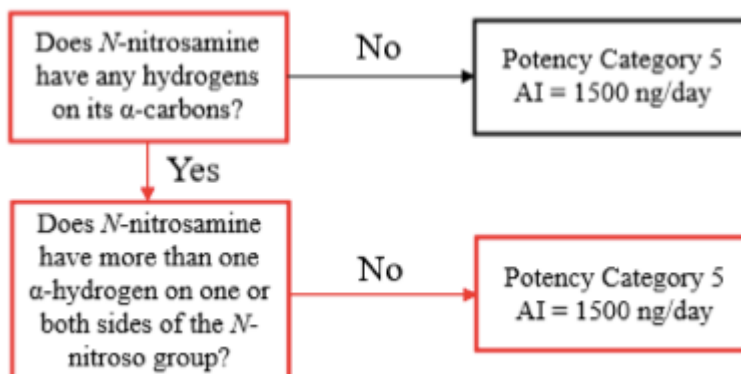 Does N-nitrosamine
have any hydrogens
on its α-carbons?
No
Potency Category 5
AI = 1500 ng/day
Yes
Does N-nitrosamine
have more than one
α-hydrogen on one or
both sides of the N-
nitroso group?
No
Potency Category 5
AI = 1500 ng/day